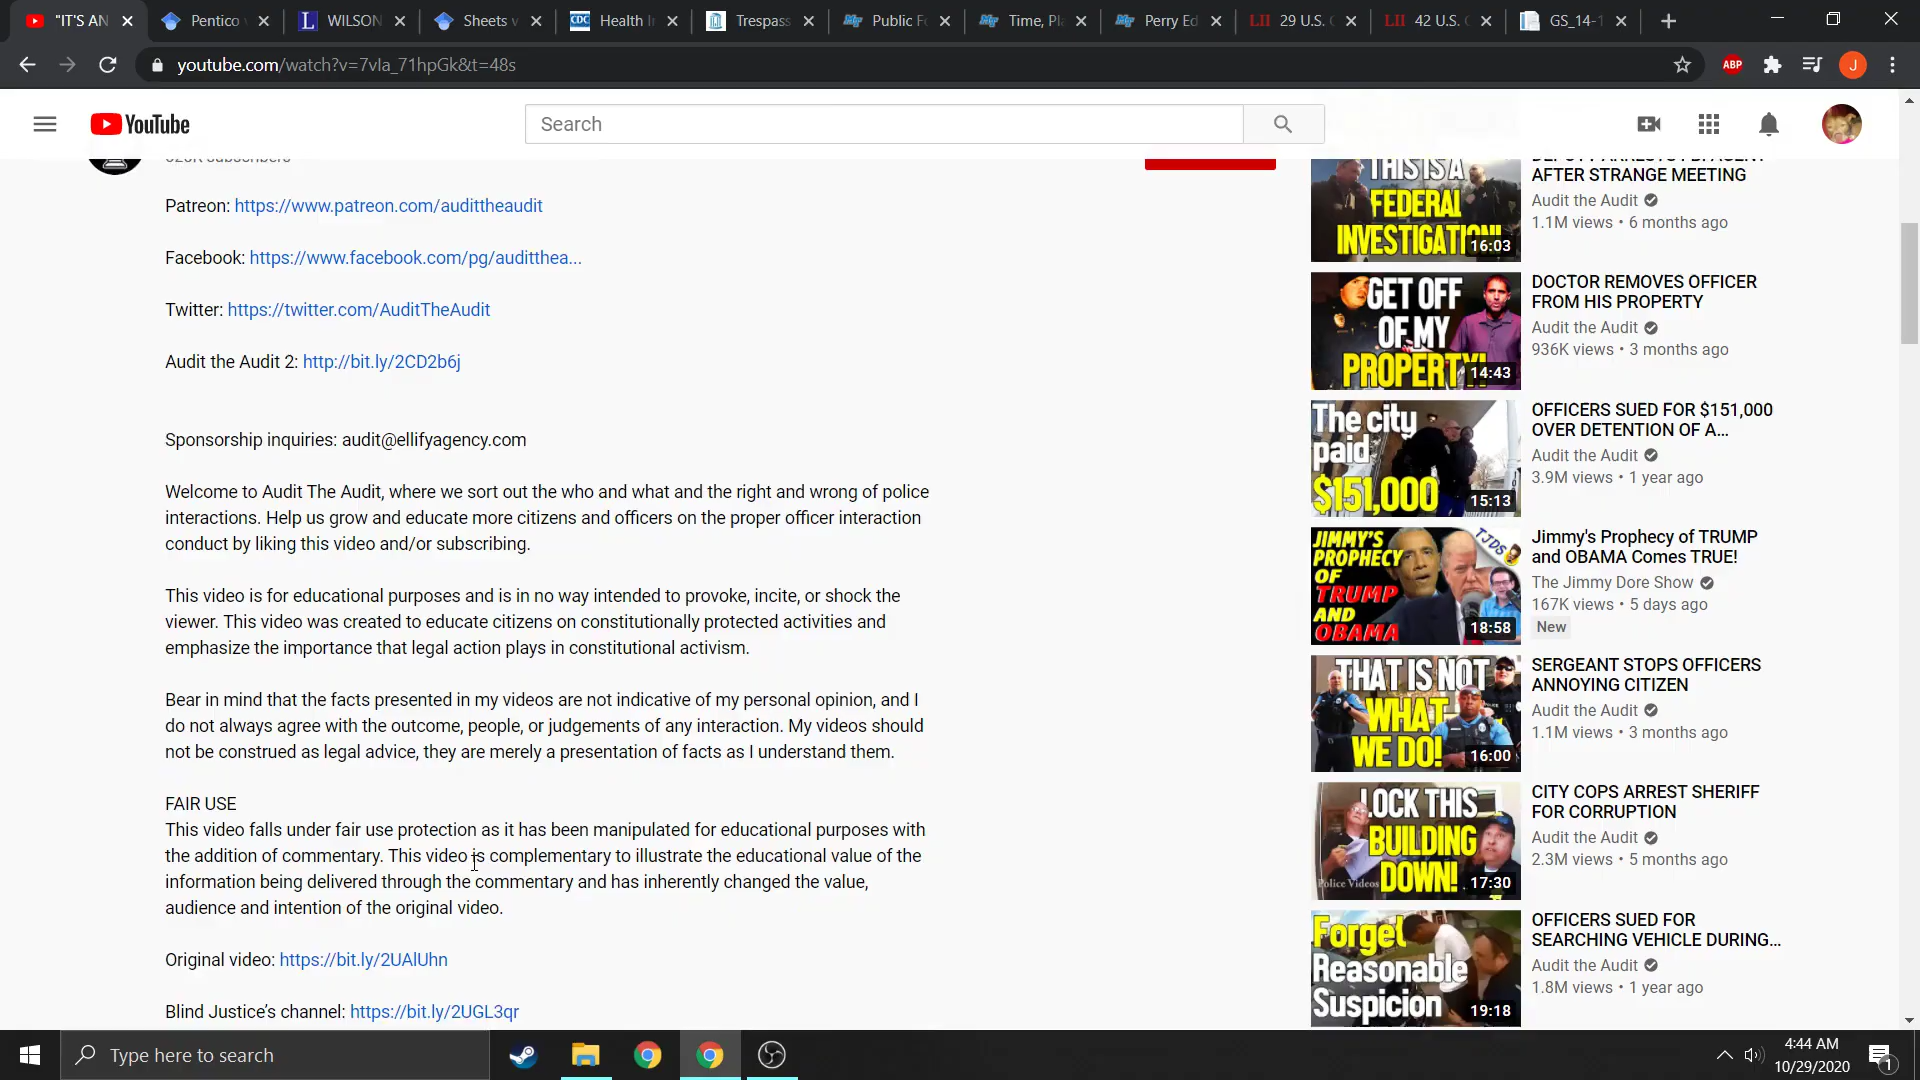 "IT'S AN
Pentico
WILSON
Sheets v
CDC
Health I
Trespass
Public F
Time, Pl
Perry Ed
LII 29 U.S.
LII 42 U.S.
GS_14-1
youtube.com/watch?v=7vIa_71hpGk&t=48s
ABP
J
YouTube
Search
Patreon: https://www.patreon.com/audittheaudit
Facebook: https://www.facebook.com/pg/auditthea...
Twitter: https://twitter.com/AuditTheAudit
Audit the Audit 2: http://bit.ly/2CD2b6j
Sponsorship inquiries: audit@ellifyagency.com
Welcome to Audit The Audit, where we sort out the who and what and the right and wrong of police
interactions. Help us grow and educate more citizens and officers on the proper officer interaction
conduct by liking this video and/or subscribing.
This video is for educational purposes and is in no way intended to provoke, incite, or shock the
viewer. This video was created to educate citizens on constitutionally protected activities and
emphasize the importance that legal action plays in constitutional activism.
Bear in mind that the facts presented in my videos are not indicative of my personal opinion, and I
do not always agree with the outcome, people, or judgements of any interaction. My videos should
not be construed as legal advice, they are merely a presentation of facts as I understand them.
FAIR USE
This video falls under fair use protection as it has been manipulated for educational purposes with
the addition of commentary. This video is complementary to illustrate the educational value of the
information being delivered through the commentary and has inherently changed the value,
audience and intention of the original video.
Original video: https://bit.ly/2UAlUhn
Blind Justice's channel: https://bit.ly/2UGL3qr
THIS IS A
FEDERAL
INVESTIGATION!
16:03
AFTER STRANGE MEETING
Audit the Audit
1.1M views • 6 months ago
GET OFF
OF MY
PROPERTY!
14:43
DOCTOR REMOVES OFFICER
FROM HIS PROPERTY
Audit the Audit
936K views • 3 months ago
The city
paid
$151,000
15:13
OFFICERS SUED FOR $151,000
OVER DETENTION OF A...
Audit the Audit
3.9M views • 1 year ago
JIMMY'S
PROPHECY
OF
TRUMP
AND
OBAMA
TJDS
18:58
Jimmy's Prophecy of TRUMP
and OBAMA Comes TRUE!
The Jimmy Dore Show
167K views • 5 days ago
New
THAT IS NOT
WHAT
WE DO!
16:00
SERGEANT STOPS OFFICERS
ANNOYING CITIZEN
Audit the Audit
1.1M views • 3 months ago
LOCK THIS
BUILDING
DOWN!
Police Videos
17:30
CITY COPS ARREST SHERIFF
FOR CORRUPTION
Audit the Audit
2.3M views • 5 months ago
Forget
Reasonable
Suspicion
19:18
OFFICERS SUED FOR
SEARCHING VEHICLE DURING...
Audit the Audit
1.8M views • 1 year ago
Type here to search
4:44 AM
10/29/2020
1